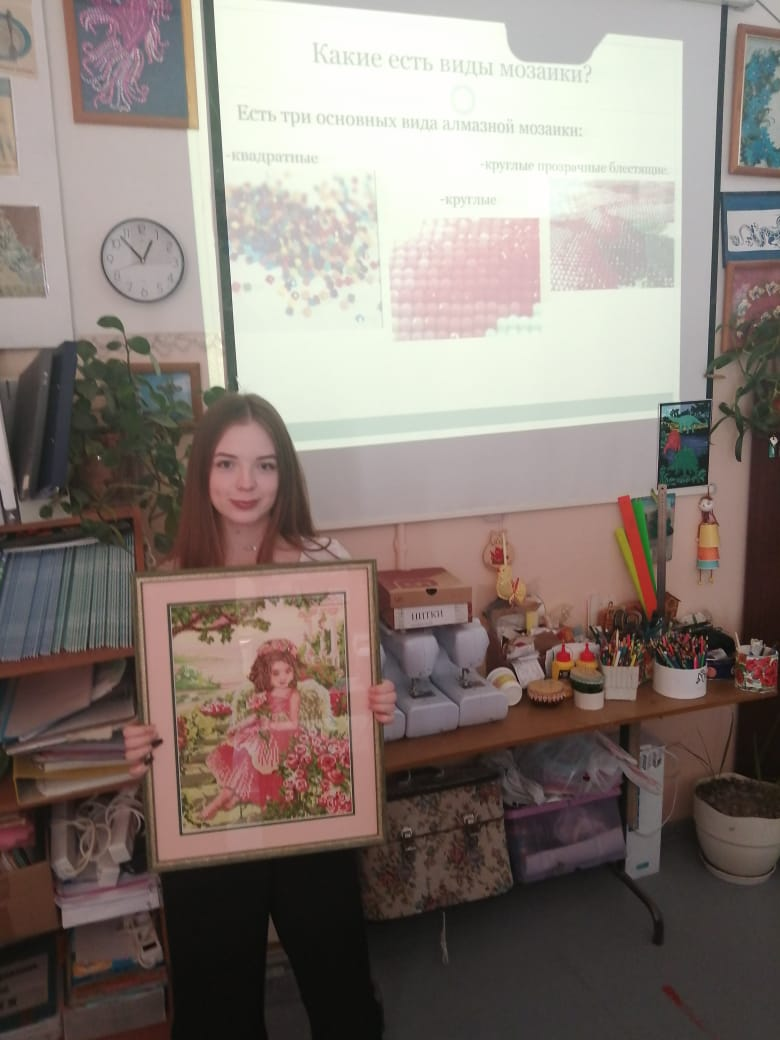 Какие есть виды мозаики?
Есть три основных вида алмазной мозаики:
-квадратные
-круглые прозрачные блестящие.
-круглые
НИТКИ